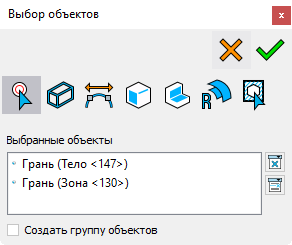 Выбор объектов
Выбранные объекты
Грань (Тело <147>)
Грань (Зона <130>)
Создать группу объектов